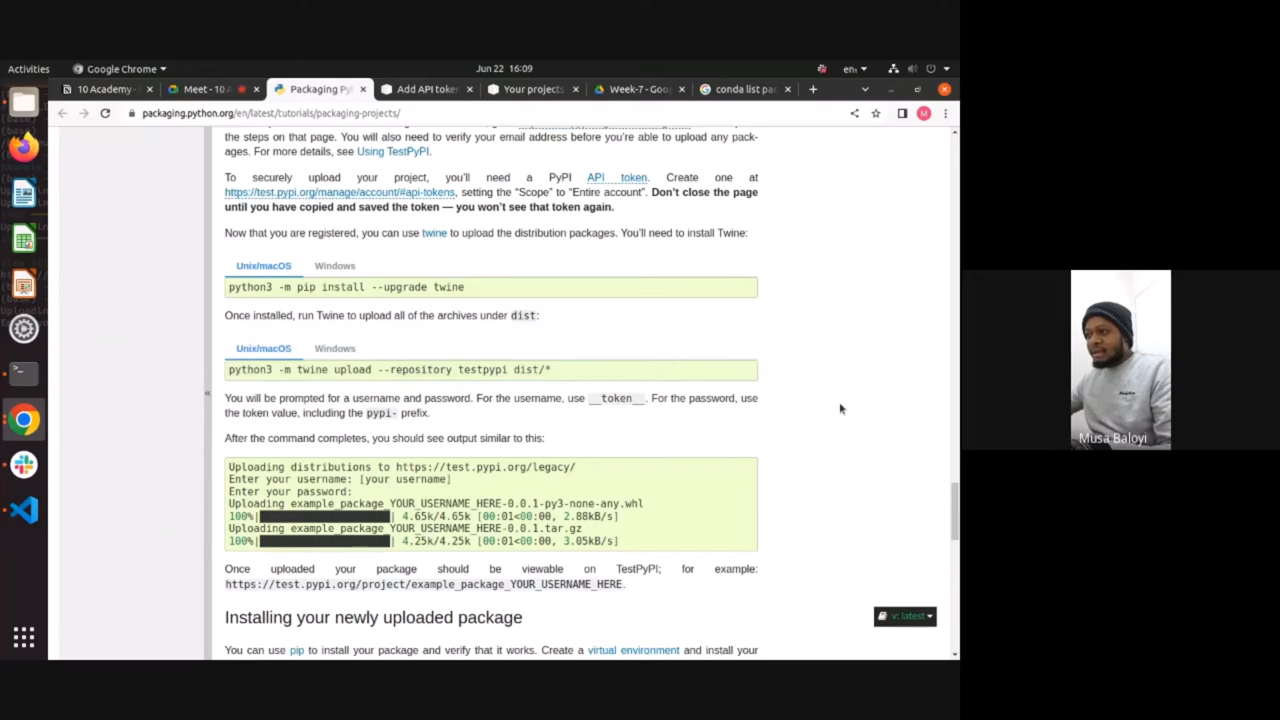 Activities
Google Chrome
Jun 22 16:09
en₁
10 Academy -
Meet - 10 A
Packaging Py
Add API toke
Your projects
Week-7 - Goo
conda list pac
packaging.python.org/en/latest/tutorials/packaging-projects/
M
the steps on that page. You will also need to verify your email address before you're able to upload any pack-
ages. For more details, see Using TestPyPI.
To securely upload your project, you'll need a PyPI API token. Create one at
https://test.pypi.org/manage/account/#api-tokens, setting the "Scope" to "Entire account". Don't close the page
until you have copied and saved the token — you won't see that token again.
Now that you are registered, you can use twine to upload the distribution packages. You'll need to install Twine:
Unix/macOS Windows
python3 -m pip install --upgrade twine
Once installed, run Twine to upload all of the archives under dist:
Unix/macOS Windows
python3 -m twine upload --repository testpypi dist/*
You will be prompted for a username and password. For the username, use __token__. For the password, use
the token value, including the pypi- prefix.
After the command completes, you should see output similar to this:
Uploading distributions to https://test.pypi.org/legacy/
Enter your username: [your username]
Enter your password:
Uploading example_package_YOUR_USERNAME_HERE-0.0.1-py3-none-any.whl
100%| | 4.65k/4.65k [00:01<00:00, 2.88kB/s]
Uploading example_package_YOUR_USERNAME_HERE-0.0.1.tar.gz
100%| | 4.25k/4.25k [00:01<00:00, 3.05kB/s]
Once uploaded your package should be viewable on TestPyPI; for example:
https://test.pypi.org/project/example_package_YOUR_USERNAME_HERE.
Installing your newly uploaded package
v: latest
You can use pip to install your package and verify that it works. Create a virtual environment and install your
Musa Baloyi